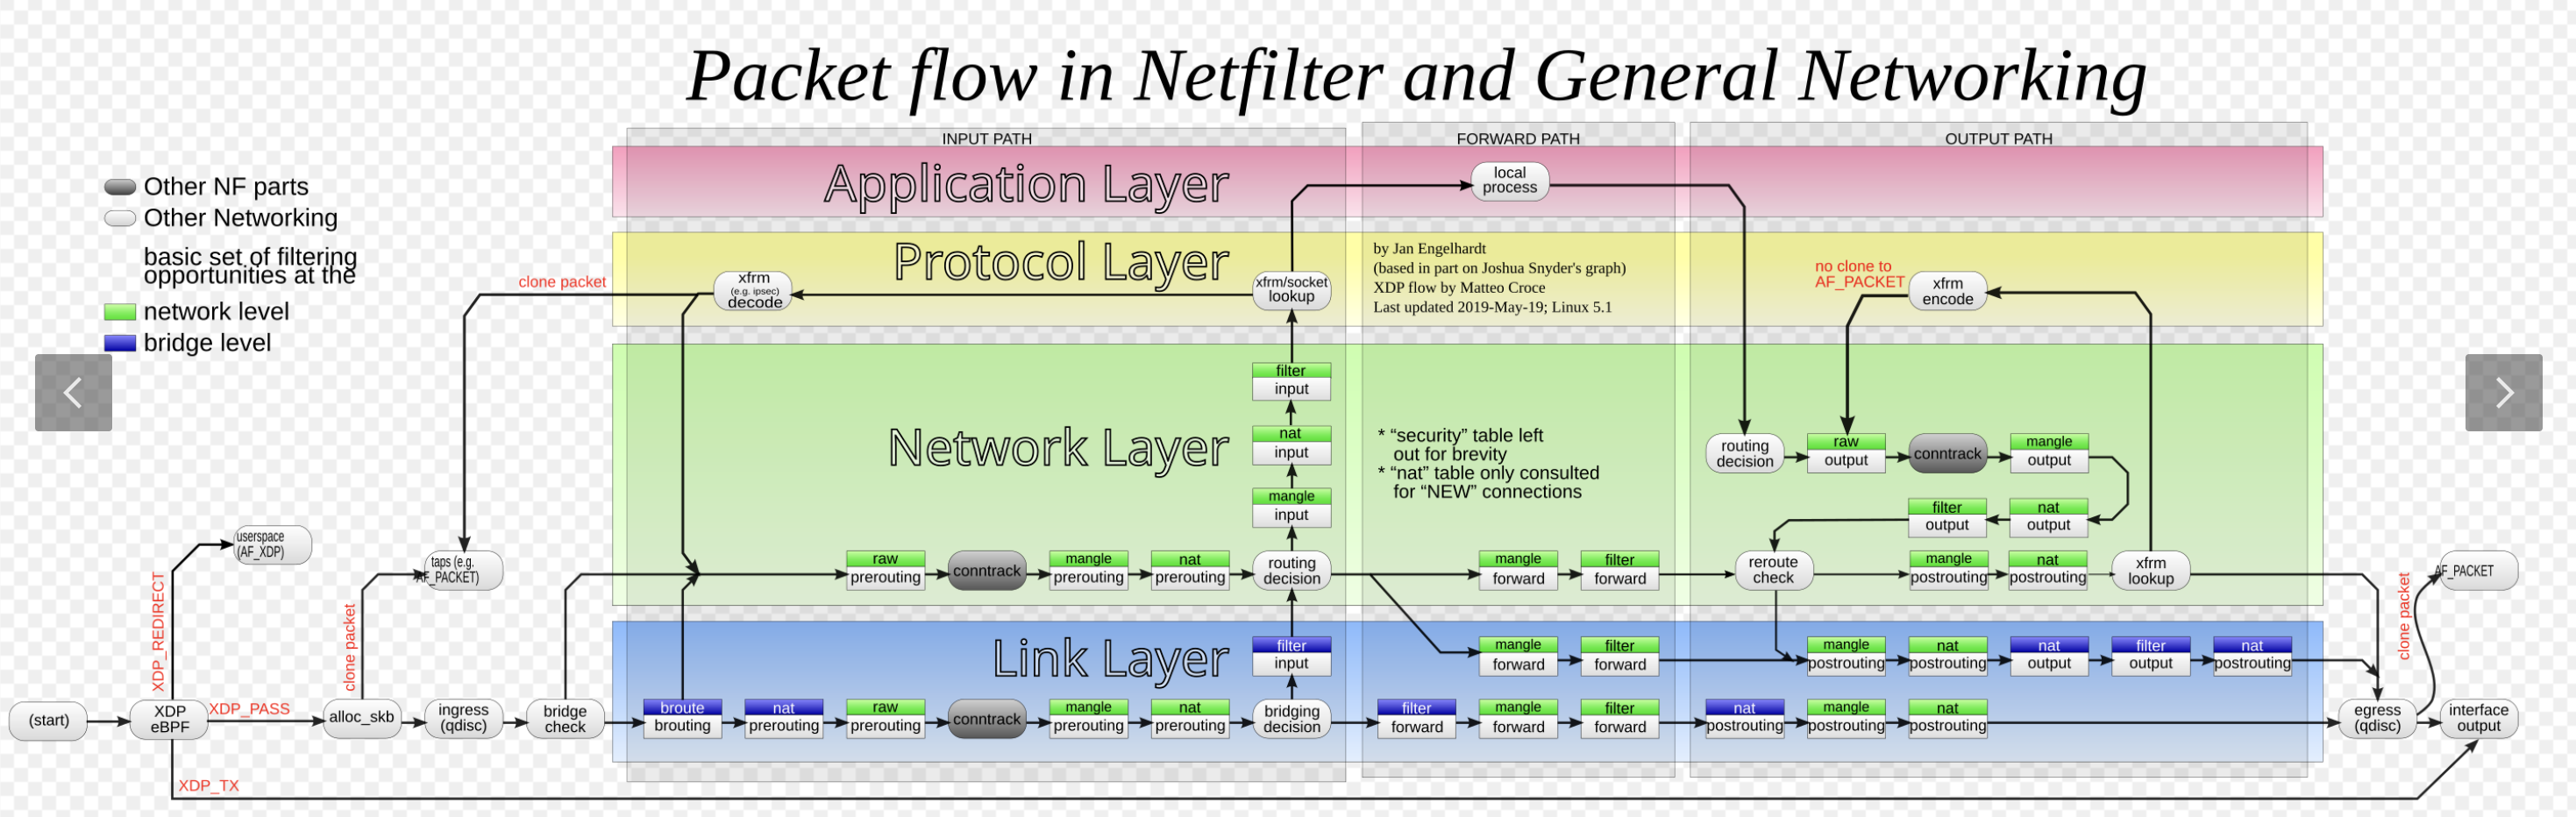 Packet flow in Netfilter and General Networking
INPUT PATH
FORWARD PATH
OUTPUT PATH
Application Layer
local
process
Other NF parts
Other Networking
basic set of filtering
opportunities at the
network level
bridge level
Protocol Layer
clone packet
xfrm
(e.g. ipsec)
decode
xfrm/socket
lookup
by Jan Engelhardt
(based in part on Joshua Snyder's graph)
XDP flow by Matteo Croce
Last updated 2019-May-19; Linux 5.1
no clone to
AF_PACKET
xfrm
encode
Network Layer
filter
input
nat
input
mangle
input
* “security” table left
out for brevity
* “nat” table only consulted
for “NEW” connections
routing
decision
raw
output
conntrack
mangle
output
filter
output
nat
output
userspace
(AF_XDP)
taps (e.g.
AF_PACKET)
raw
prerouting
conntrack
mangle
prerouting
nat
prerouting
routing
decision
mangle
forward
filter
forward
reroute
check
mangle
postrouting
nat
postrouting
xfrm
lookup
AF_PACKET
XDP_REDIRECT
clone packet
clone packet
Link Layer
filter
input
mangle
forward
filter
forward
mangle
postrouting
nat
postrouting
nat
output
filter
output
nat
postrouting
(start)
XDP
eBPF
XDP_PASS
alloc_skb
ingress
(qdisc)
bridge
check
broute
brouting
nat
prerouting
raw
prerouting
conntrack
mangle
prerouting
nat
prerouting
bridging
decision
filter
forward
mangle
forward
filter
forward
nat
postrouting
mangle
postrouting
nat
postrouting
egress
(qdisc)
interface
output
XDP_TX